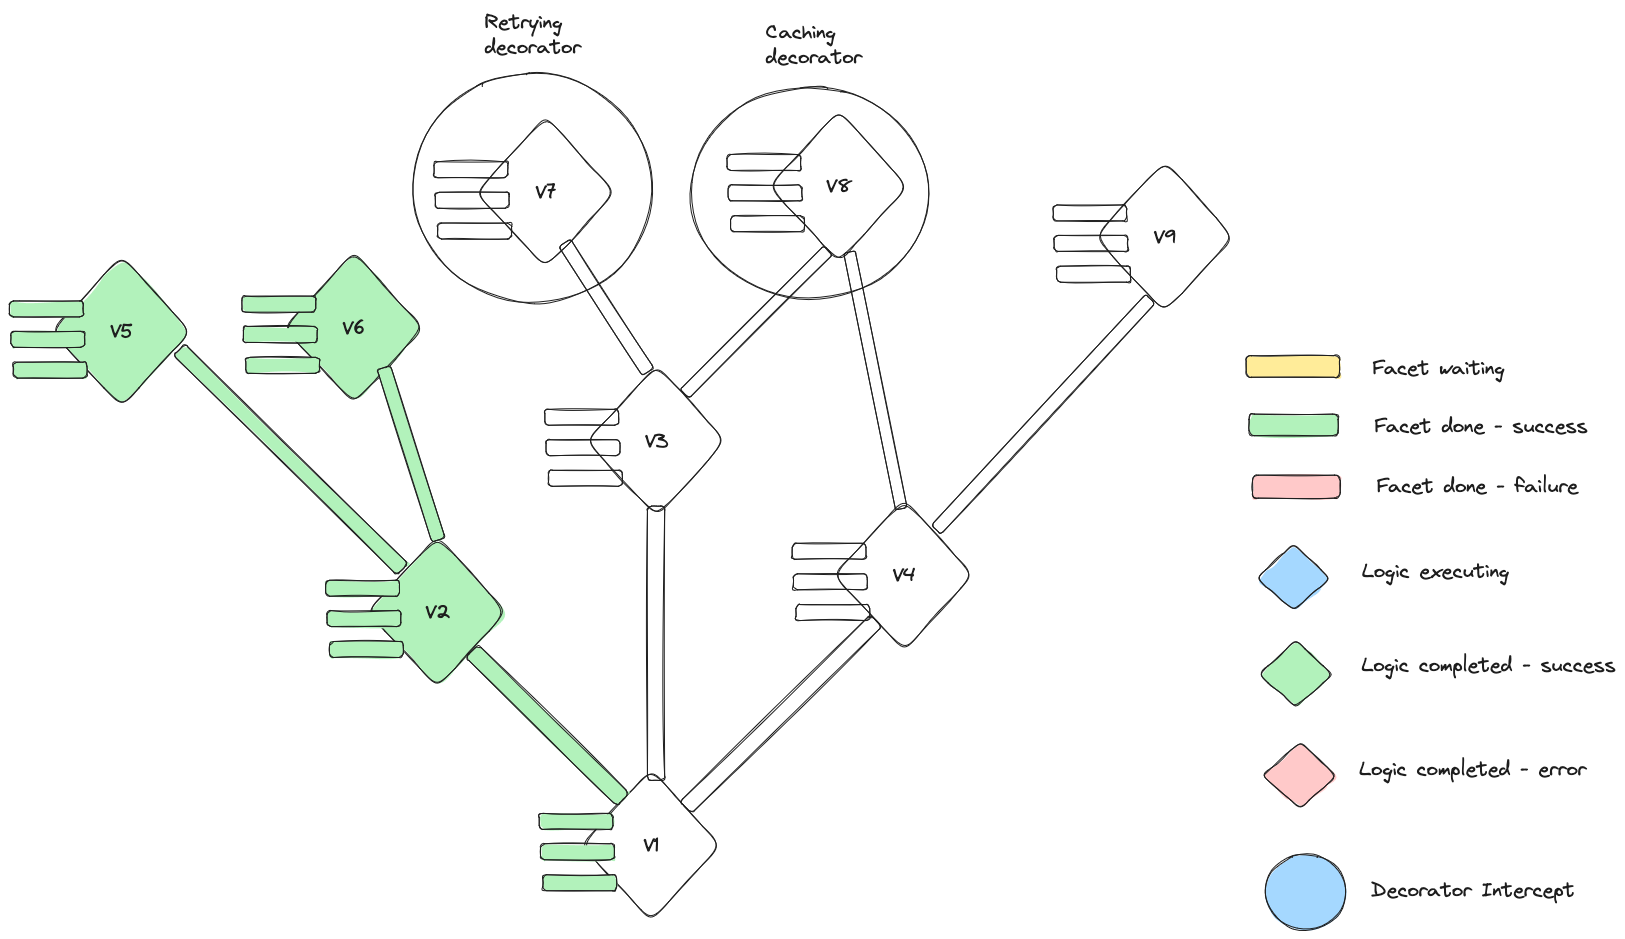 Retrying
decorator
Caching
decorator
V7
V8
V9
V5
V6
V3
V4
V2
V1
Facet waiting
Facet done - success
Facet done - failure
Logic executing
Logic completed - success
Logic completed - error
Decorator Intercept